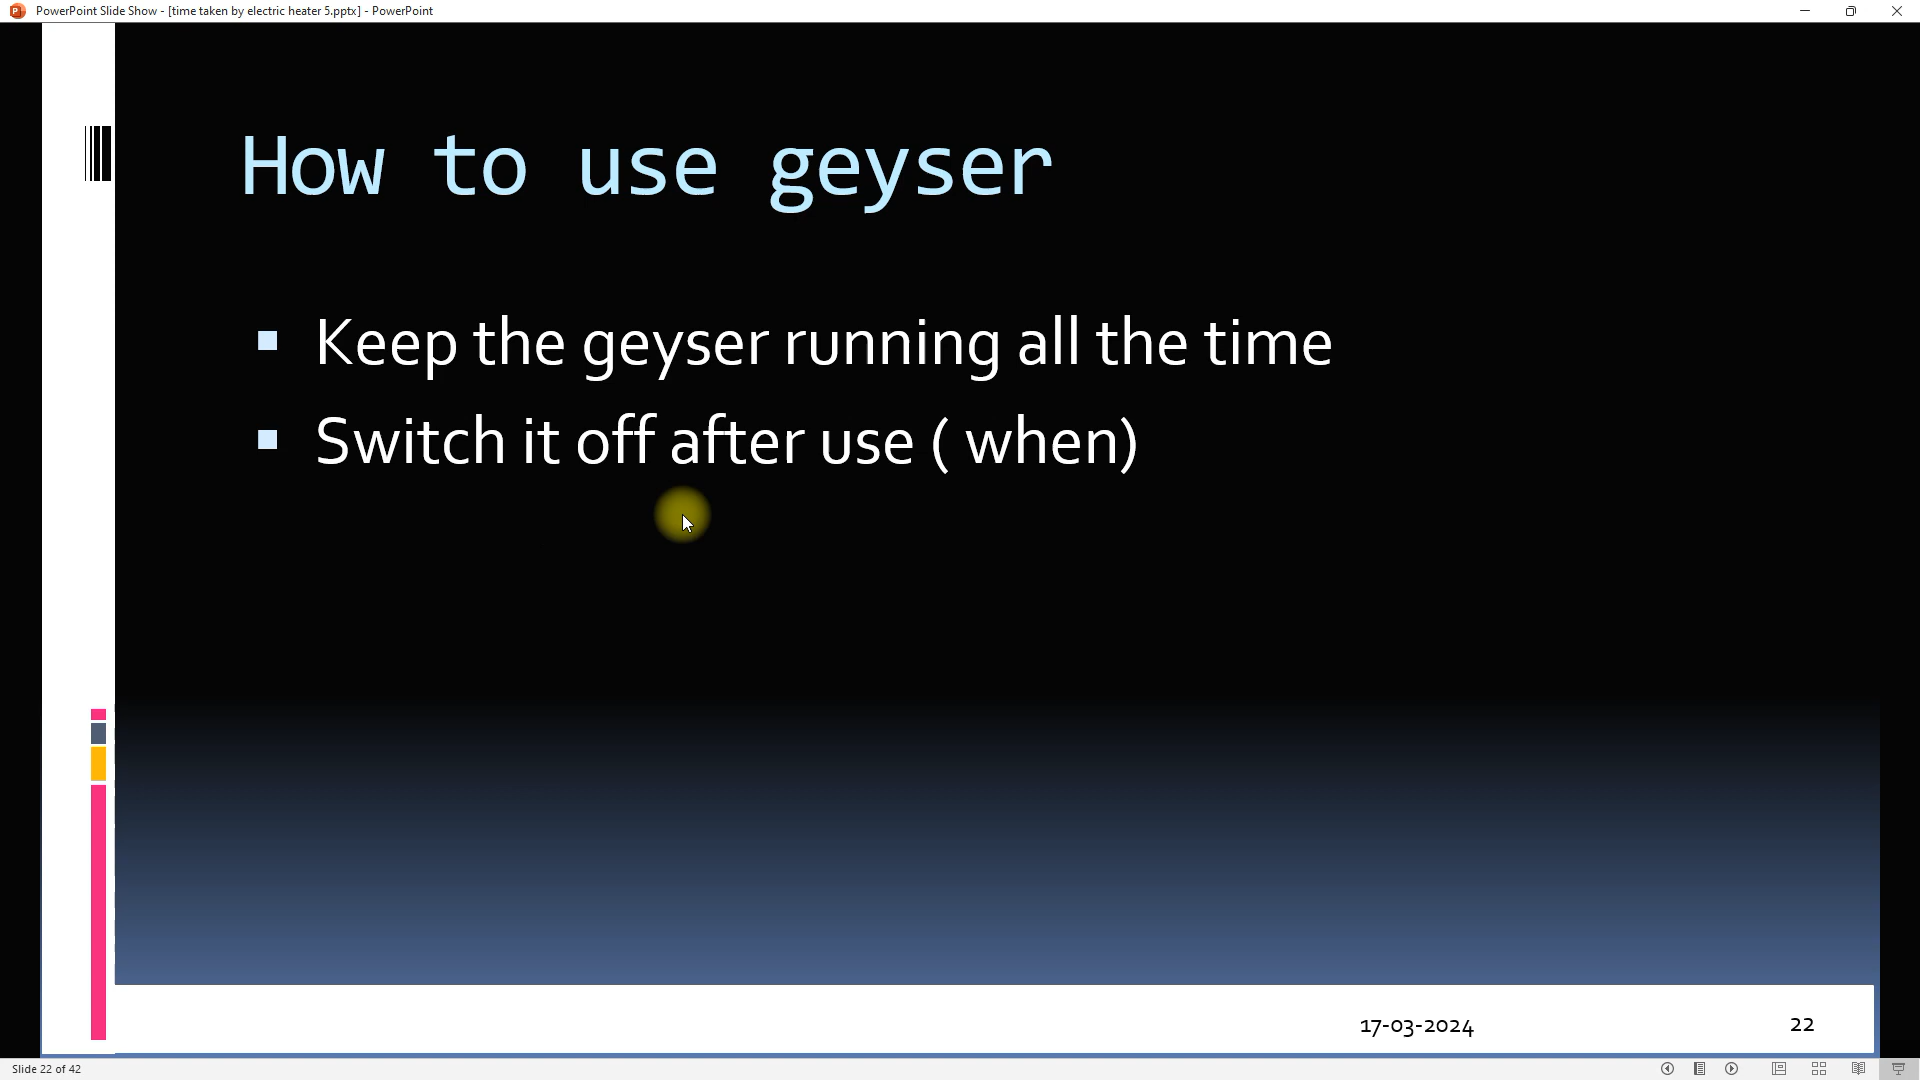 PowerPoint Slide Show - [time taken by electric heater 5.pptx] - PowerPoint
How to use geyser
Keep the geyser running all the time
Switch it off after use ( when)
17-03-2024
22
Slide 22 of 42